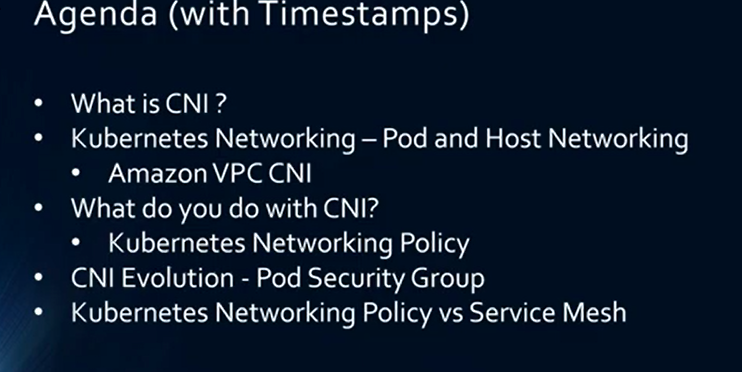 Agenda (with Timestamps)
• What is CNI ?
• Kubernetes Networking – Pod and Host Networking
• Amazon VPC CNI
• What do you do with CNI?
• Kubernetes Networking Policy
• CNI Evolution - Pod Security Group
• Kubernetes Networking Policy vs Service Mesh